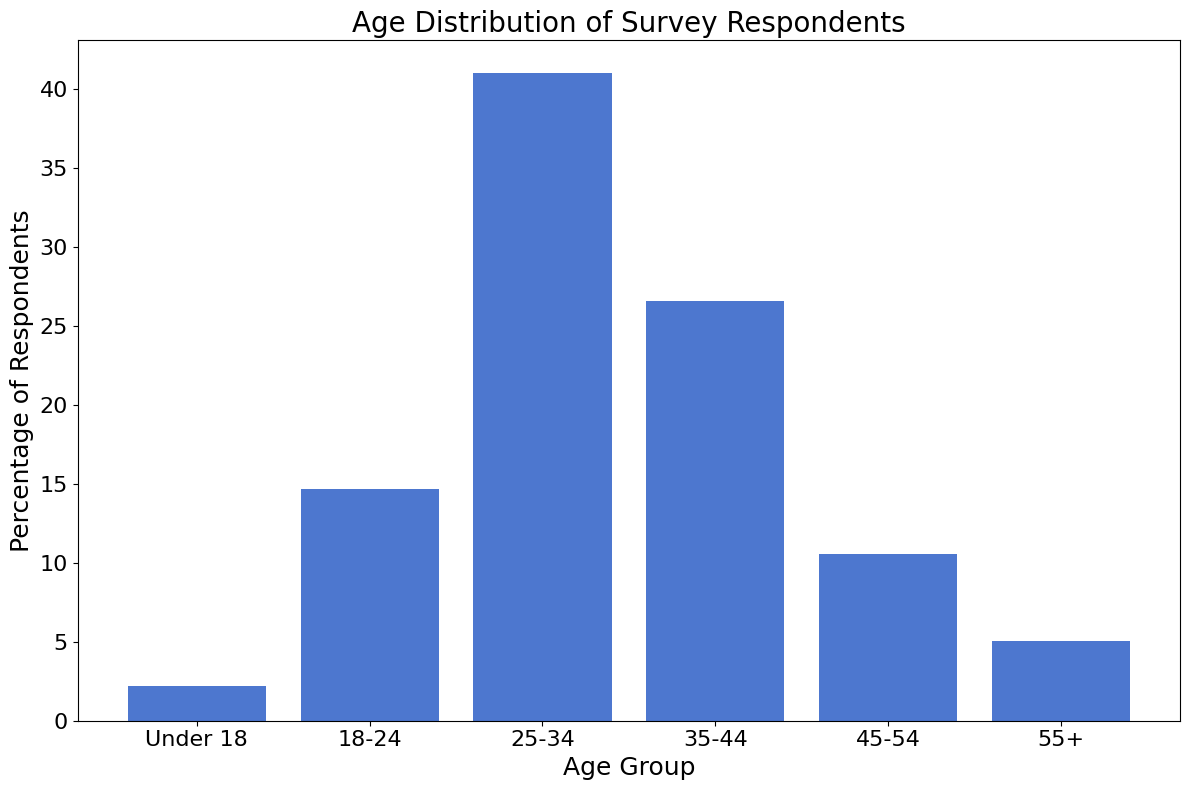 Age Distribution of Survey Respondents
Percentage of Respondents
40
35
30
25
20
15
10
5
0
Under 18 18-24 25-34 35-44 45-54 55+
Age Group